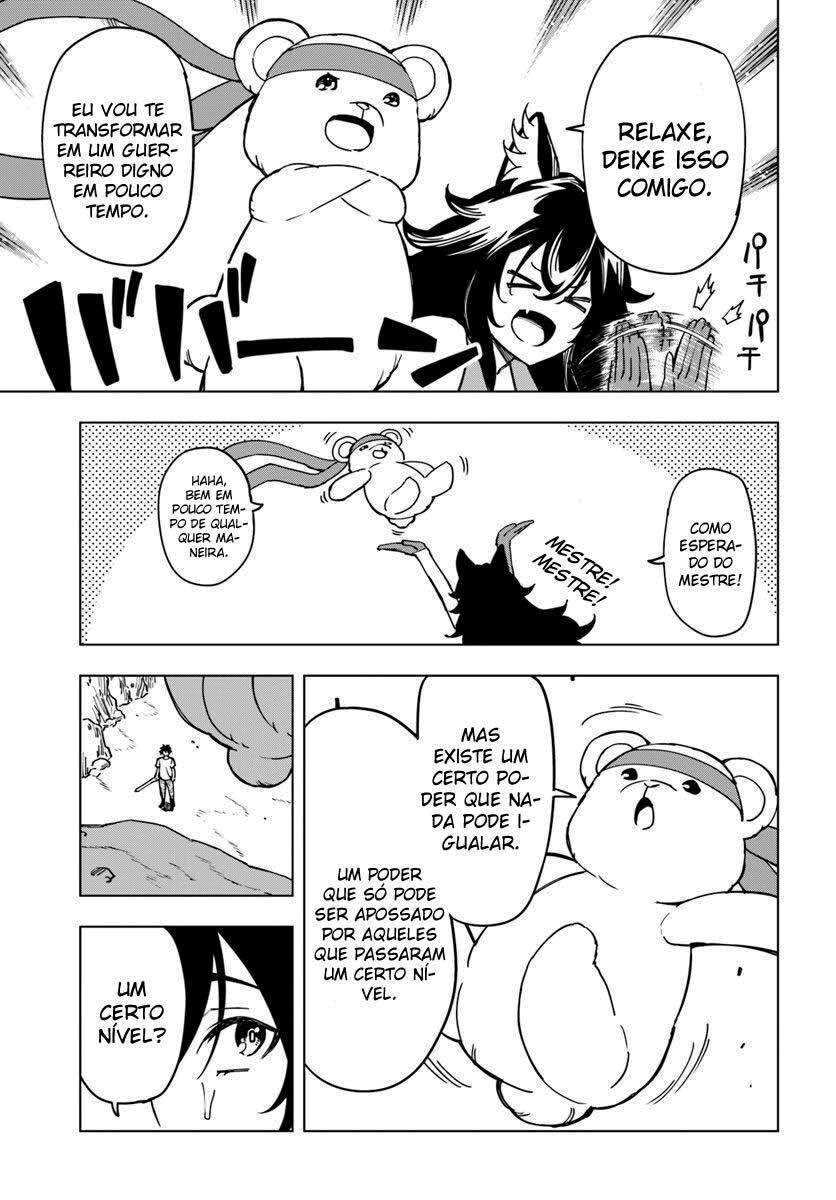 RELAXE,
DEIXE ISSO
COMIGO.
EU VOU TE
TRANSFORMAR
EM UM GUER-
REIRO DIGNO
EM POUCO
TEMPO.
パチパチ
バーン
COMO
ESPERA-
DO DO
MESTRE!
MESTRE!
MESTRE!
HAHA,
BEM EM
POUCO TEM-
PO DE QUAL-
QUER MA-
NEIRA.
MAS
EXISTE UM
CERTO PO-
DER QUE NA-
DA PODE I-
GUALAR.
UM PODER
QUE SÓ PODE
SER APOSSADO
POR AQUELES
QUE PASSARAM
UM CERTO NÍ-
VEL.
UM
CERTO
NÍVEL?